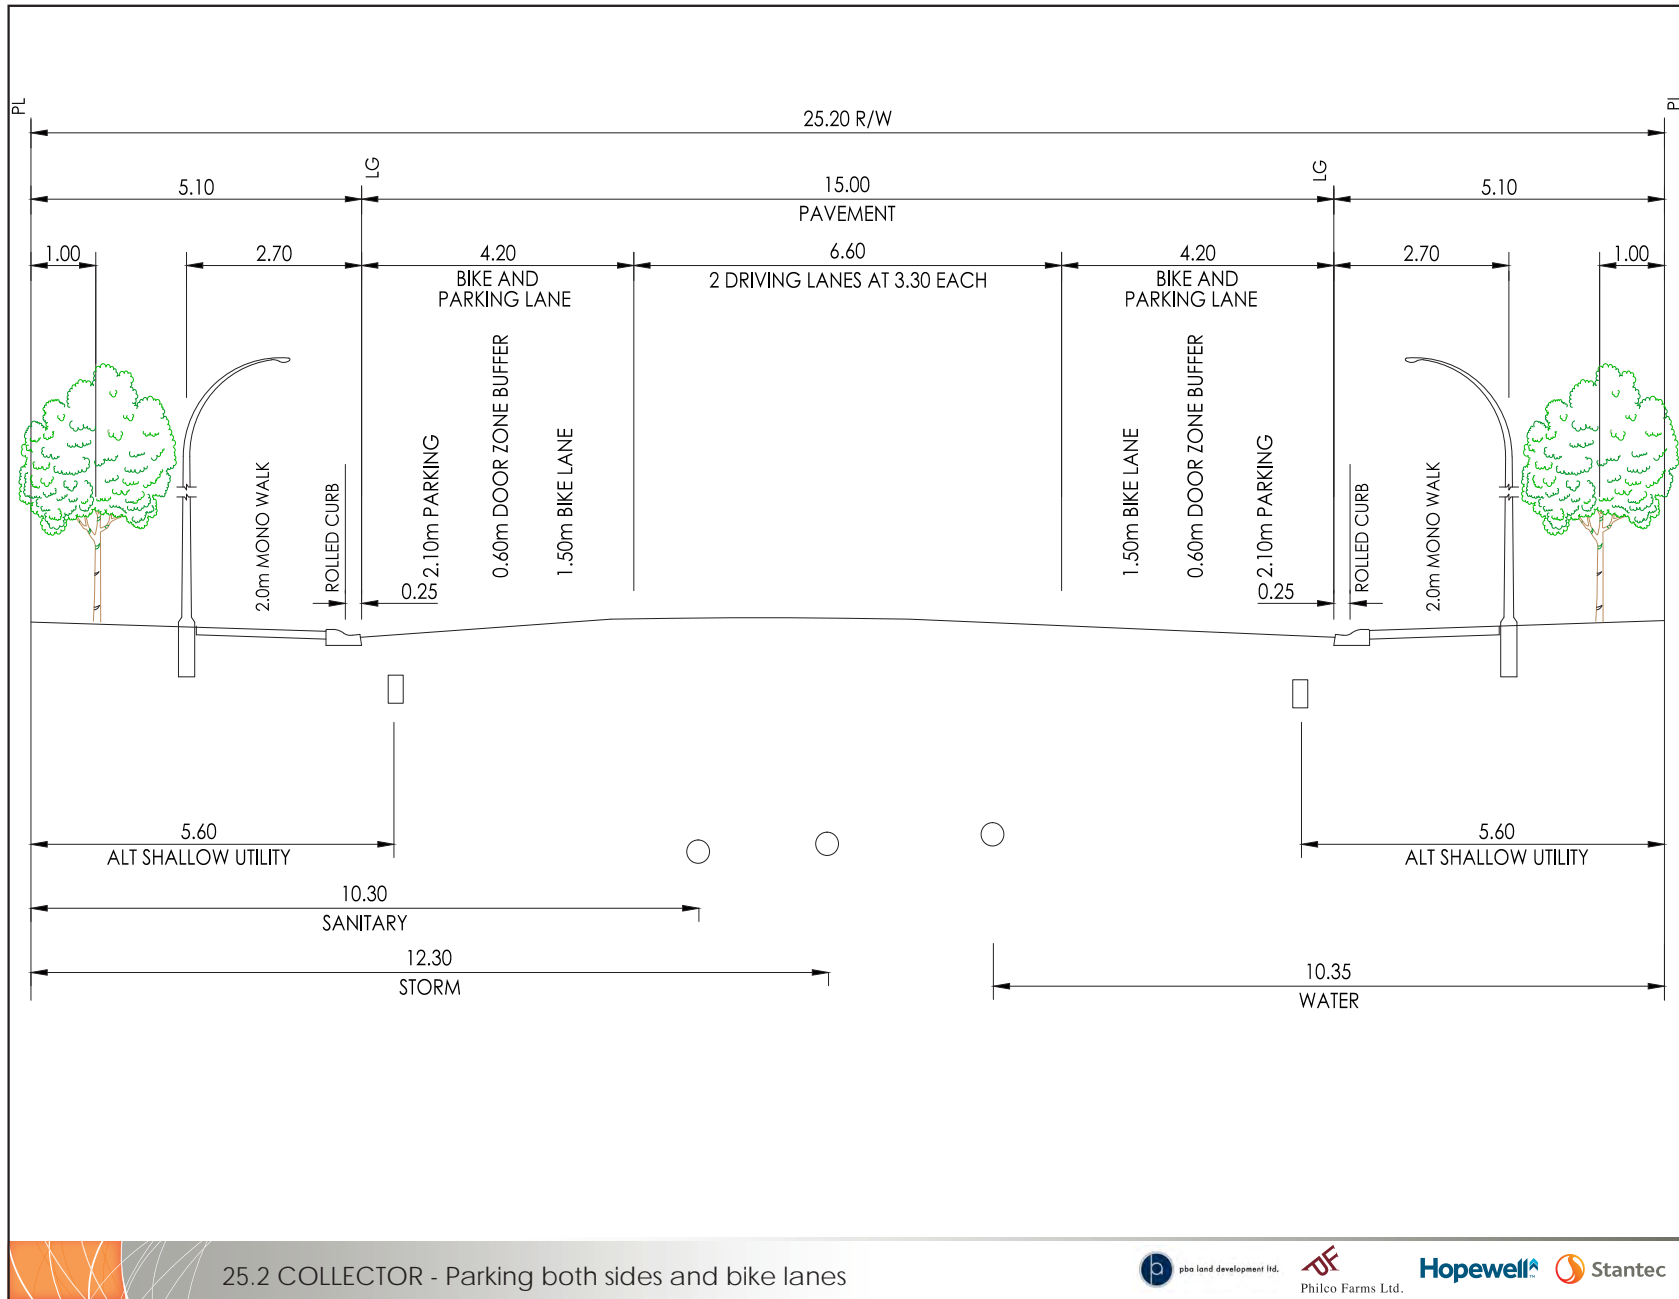 PL
PL
25.20 R/W
LG
LG
5.10
15.00
PAVEMENT
5.10
1.00
2.70
4.20
BIKE AND
PARKING LANE
6.60
2 DRIVING LANES AT 3.30 EACH
4.20
BIKE AND
PARKING LANE
2.70
1.00
2.0m MONO WALK
ROLLED CURB
0.25
2.10m PARKING
0.60m DOOR ZONE BUFFER
1.50m BIKE LANE
1.50m BIKE LANE
0.60m DOOR ZONE BUFFER
2.10m PARKING
0.25
ROLLED CURB
2.0m MONO WALK
5.60
ALT SHALLOW UTILITY
5.60
ALT SHALLOW UTILITY
10.30
SANITARY
12.30
STORM
10.35
WATER
25.2 COLLECTOR - Parking both sides and bike lanes
b
pba land development ltd.
Philco Farms Ltd.
Hopewell
Stantec